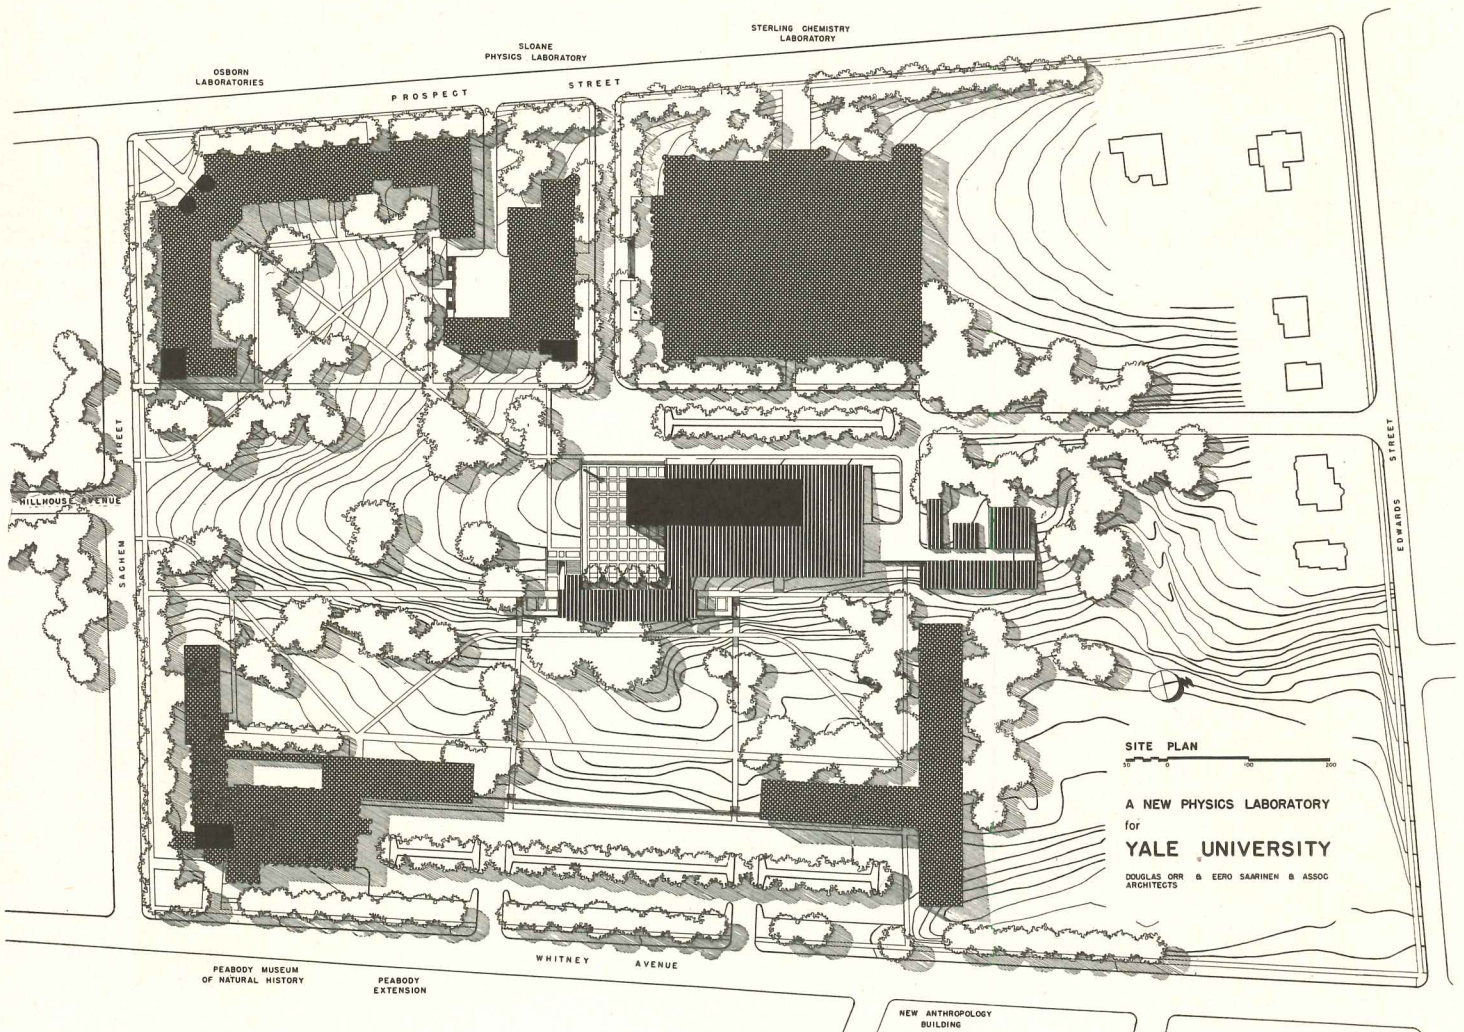 STERLING CHEMISTRY
LABORATORY
SLOANE
PHYSICS LABORATORY
OSBORN
LABORATORIES
PROSPECT STREET
SACHEM STREET
HILLHOUSE AVENUE
EDWARDS STREET
SITE PLAN
50 0 100 200
A NEW PHYSICS LABORATORY
for
YALE UNIVERSITY
DOUGLAS ORR & EERO SAARINEN & ASSOC
ARCHITECTS
WHITNEY AVENUE
PEABODY MUSEUM
OF NATURAL HISTORY
PEABODY
EXTENSION
NEW ANTHROPOLOGY
BUILDING